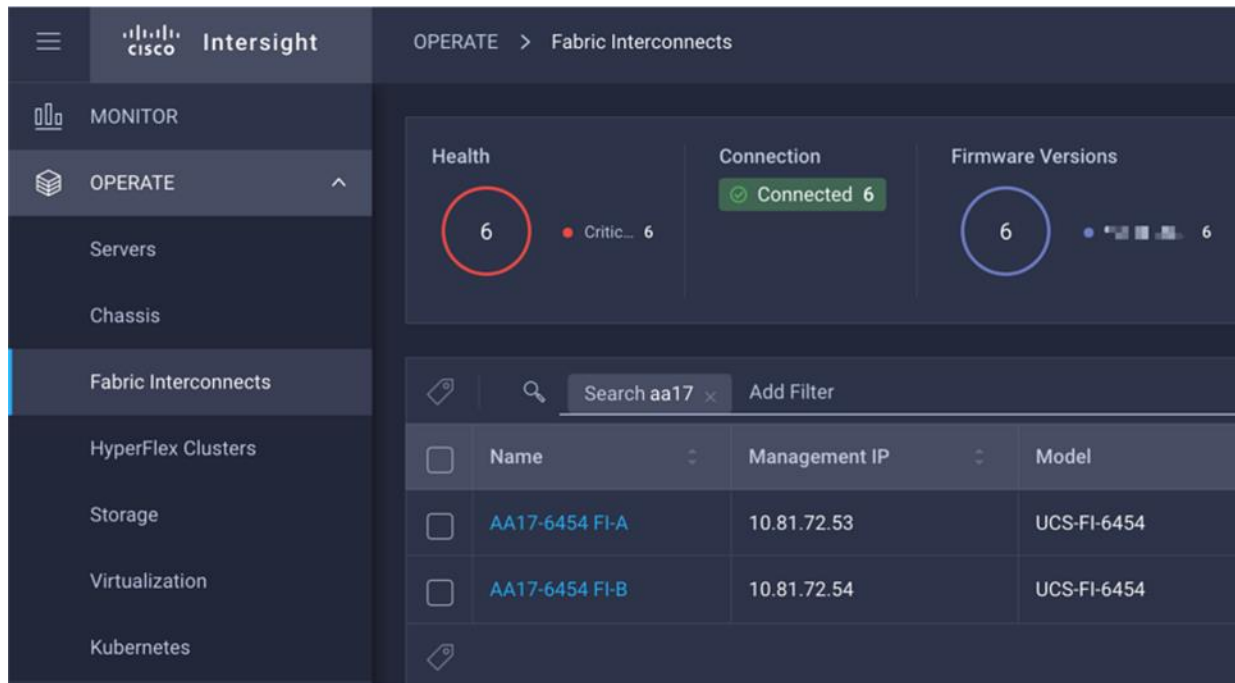 CISCO Intersight
OPERATE > Fabric Interconnects
MONITOR
OPERATE
Servers
Chassis
Fabric Interconnects
HyperFlex Clusters
Storage
Virtualization
Kubernetes
Health
6
Critic... 6
Connection
Connected 6
Firmware Versions
6
6
Search aa17 × Add Filter
Name Management IP Model
AA17-6454 FI-A 10.81.72.53 UCS-FI-6454
AA17-6454 FI-B 10.81.72.54 UCS-FI-6454